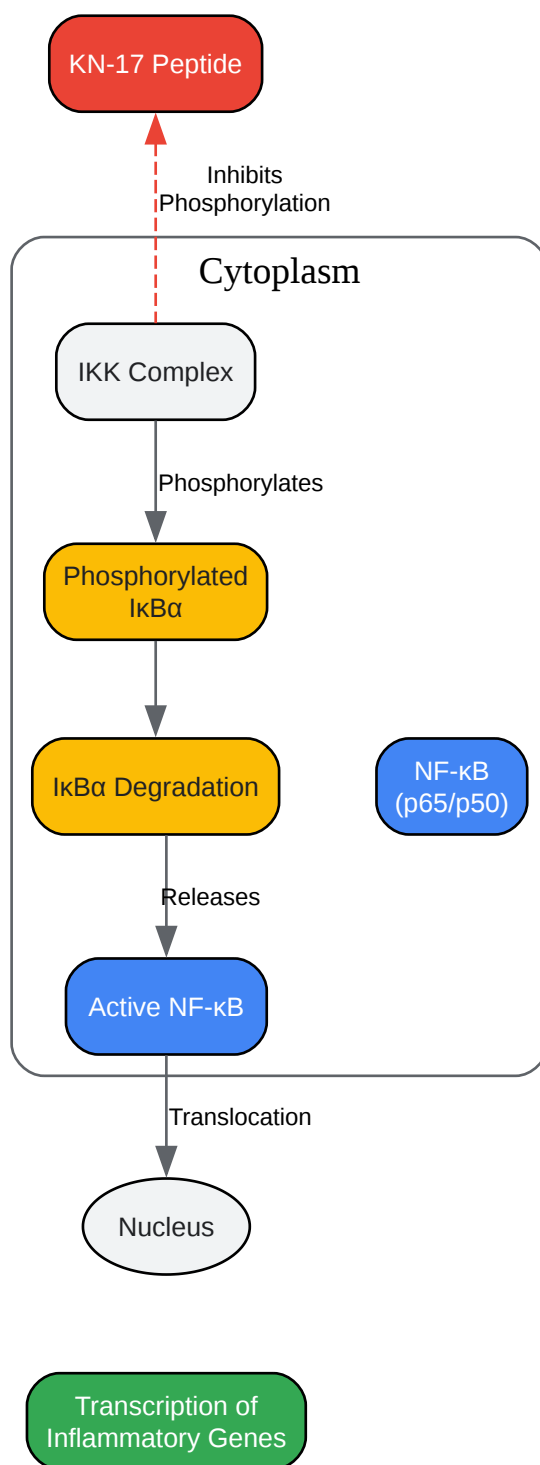 KN-17 Peptide
Inhibits
Phosphorylation
Cytoplasm
IKK Complex
Phosphorylates
Phosphorylated
IκBα
IκBα Degradation
NF-κB
(p65/p50)
Releases
Active NF-κB
Translocation
Nucleus
Transcription of
Inflammatory Genes